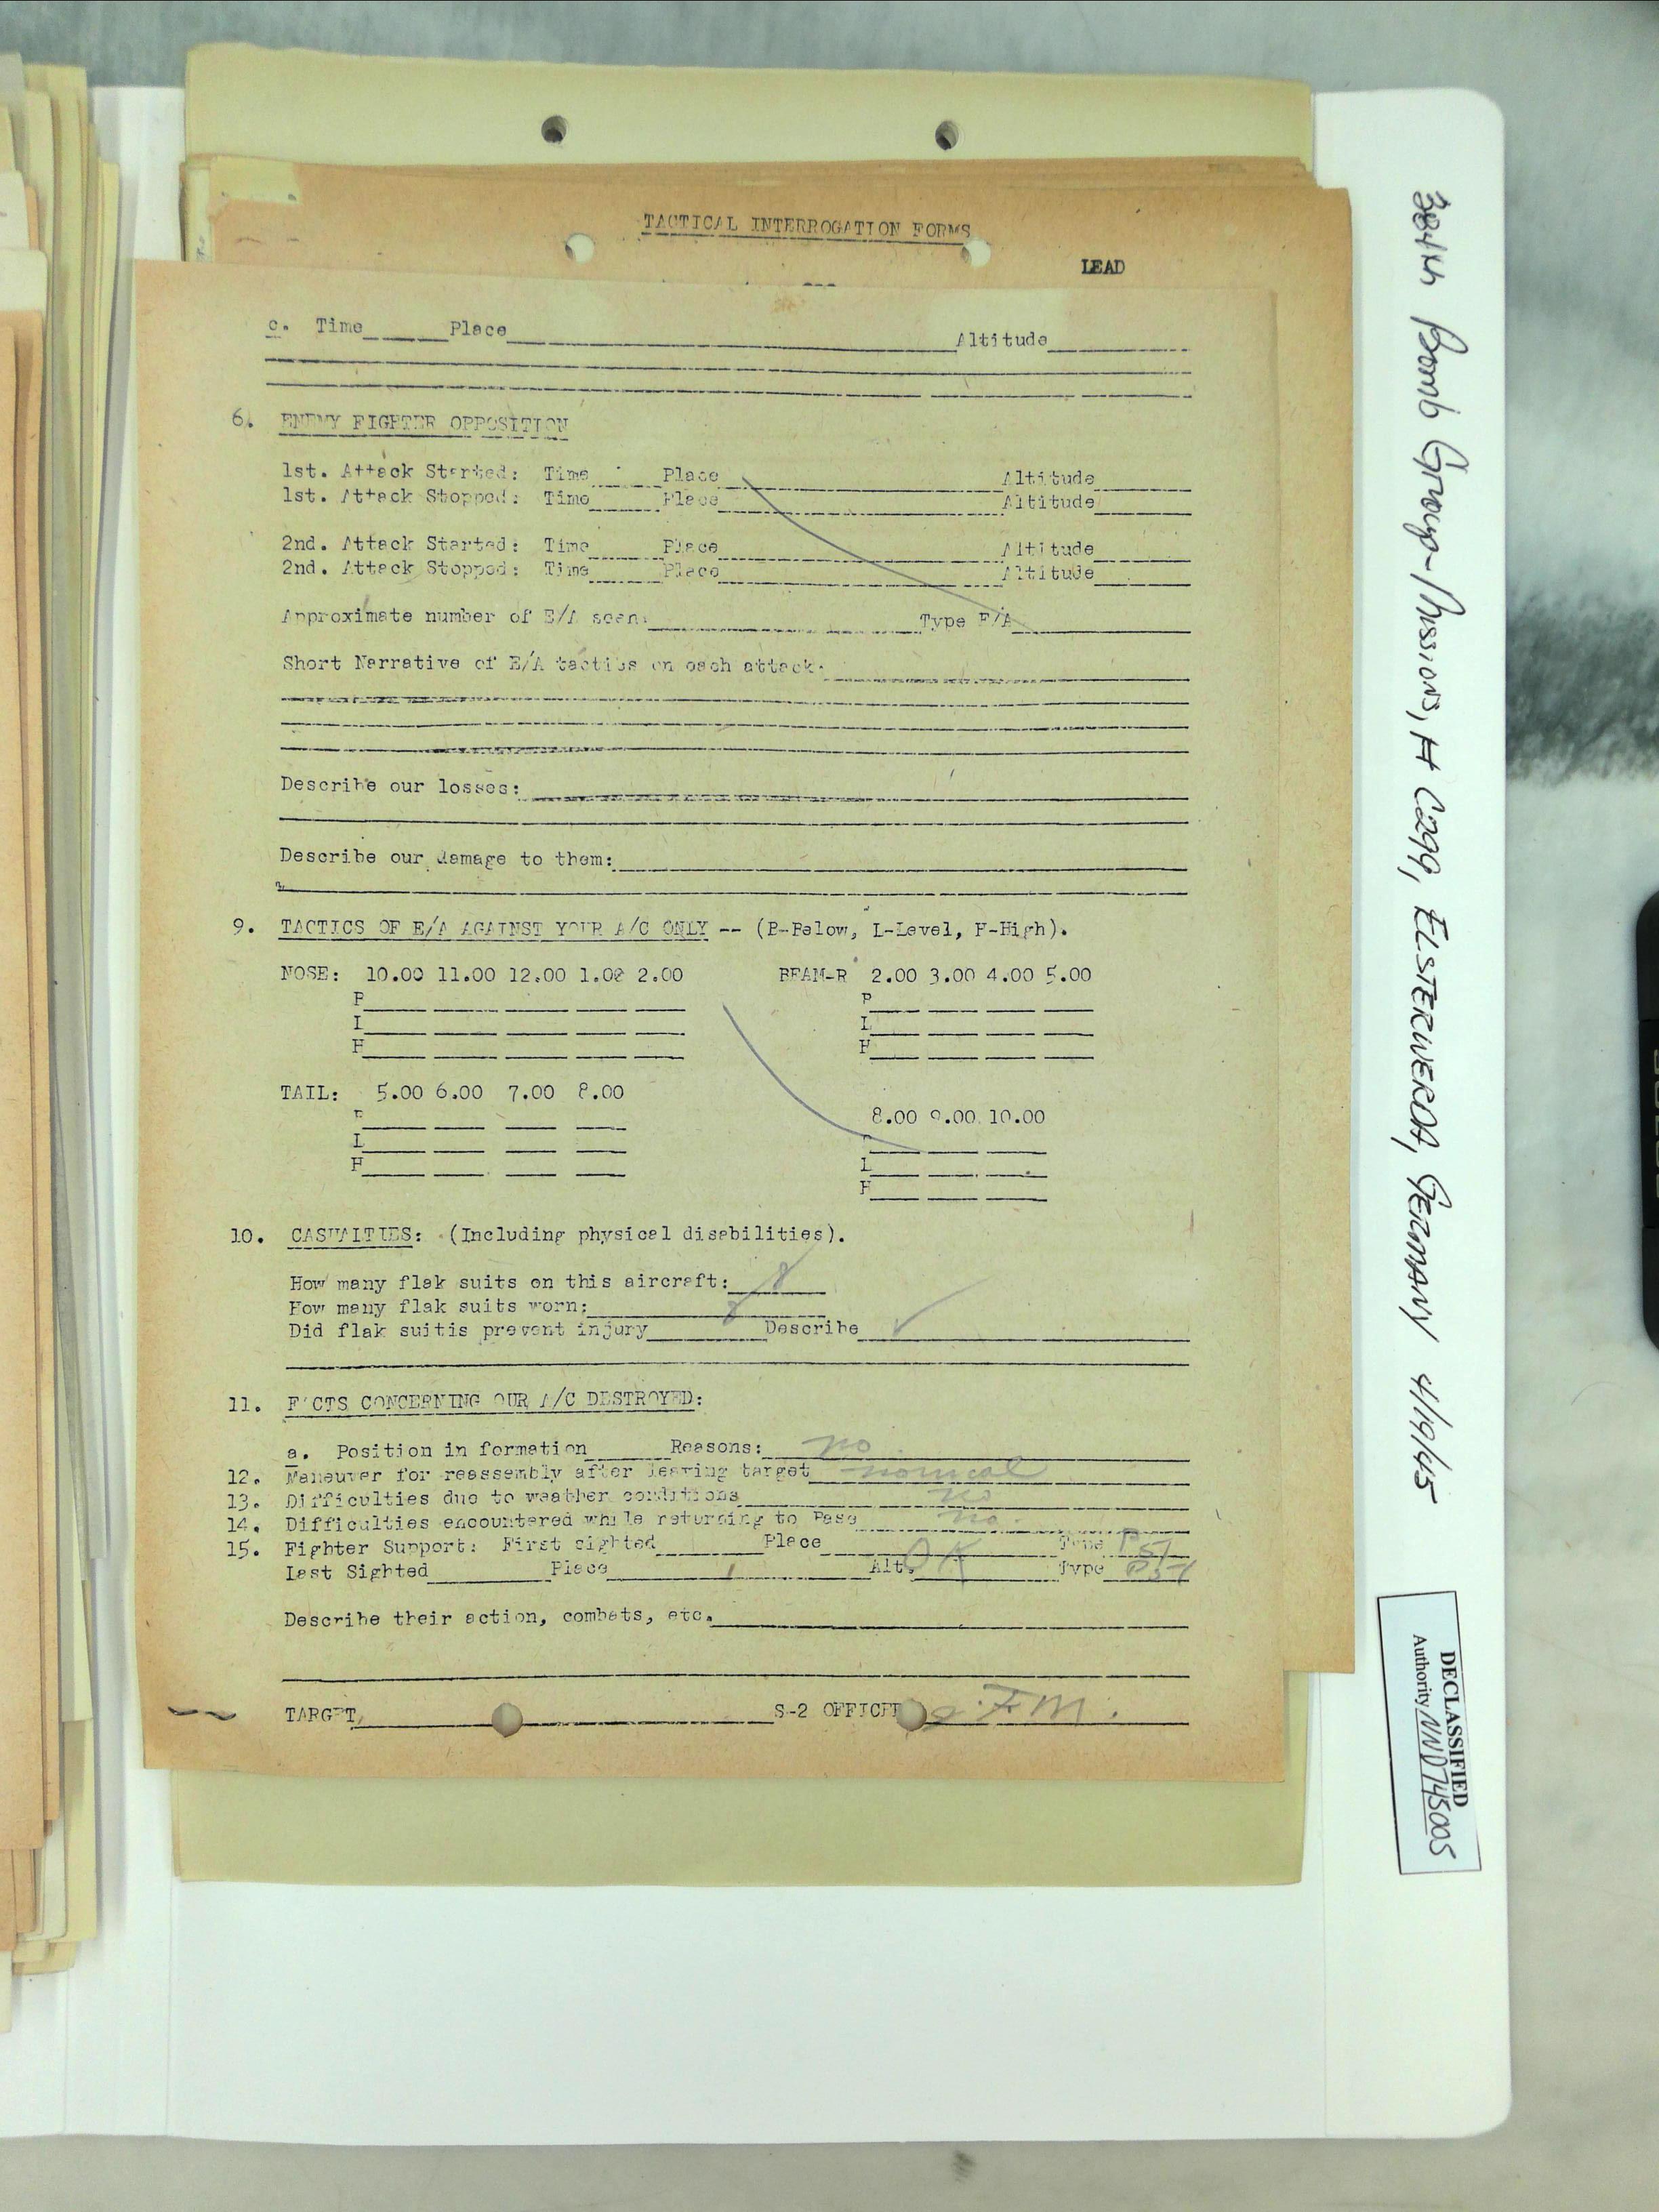 TACTICAL INTERROGATION FORMS
LEAD
c. Time Place Altitude
6. ENEMY FIGHTER OPPOSITION
1st. Attack Started: Time Place Altitude
1st. Attack Stopped: Time Place Altitude
2nd. Attack Started: Time Place Altitude
2nd. Attack Stopped: Time Place Altitude
Approximate number of E/A seen: Type E/A
Short Narrative of E/A tactics on each attack:
Describe our losses:
Describe our damage to them:
9. TACTICS OF E/A AGAINST YOUR A/C ONLY -- (B-Below, L-Level, H-High).
NOSE: 10.00 11.00 12.00 1.00 2.00 BEAM-R 2.00 3.00 4.00 5.00
B B
L L
H H
TAIL: 5.00 6.00 7.00 8.00
8.00 9.00 10.00
B
L
H
B
L
H
10. CASUALTIES: (Including physical disabilities).
How many flak suits on this aircraft: 8
How many flak suits worn: 8
Did flak suitis prevent injury Describe
11. FACTS CONCERNING OUR A/C DESTROYED:
a. Position in formation Reasons: no.
12. Maneuver for reassembly after leaving target normal
13. Difficulties due to weather conditions no
14. Difficulties encountered while returning to Base no.
15. Fighter Support: First sighted Place Type P51
Last Sighted Place Alt. OK Type P51
Describe their action, combats, etc.
TARGET S-2 OFFICER
384th Bomb Group-Missions, # C299, ELSTERWERDA, GERMANY 4/19/45
DECLASSIFIED
Authority NND745005